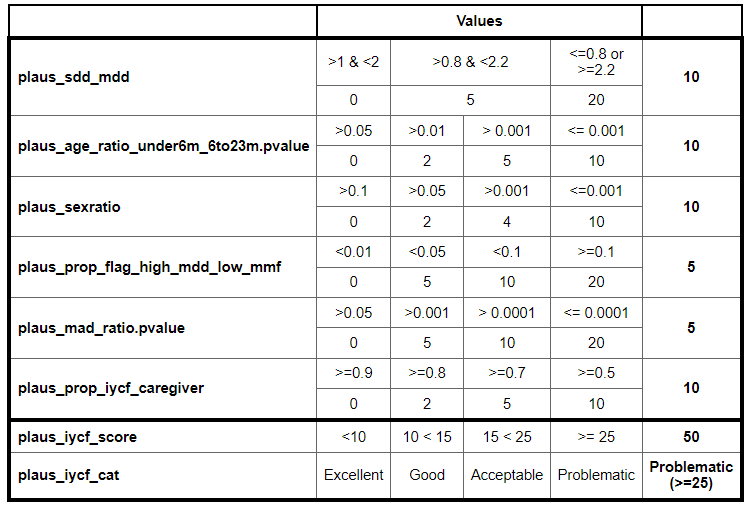 Values
plaus_sdd_mdd >1 & <2 >0.8 & <2.2 <=0.8 or >=2.2 10
0 5 20
plaus_age_ratio_under6m_6to23m.pvalue >0.05 >0.01 > 0.001 <= 0.001 10
0 2 5 10
plaus_sexratio >0.1 >0.05 >0.001 <=0.001 10
0 2 4 10
plaus_prop_flag_high_mdd_low_mmf <0.01 <0.05 <0.1 >=0.1 5
0 5 10 20
plaus_mad_ratio.pvalue >0.05 >0.001 > 0.0001 <= 0.0001 5
0 5 10 20
plaus_prop_iycf_caregiver >=0.9 >=0.8 >=0.7 >=0.5 10
0 2 5 10
plaus_iycf_score <10 10 < 15 15 < 25 >= 25 50
plaus_iycf_cat Excellent Good Acceptable Problematic Problematic (>=25)